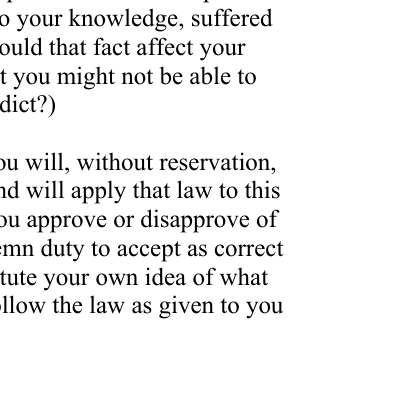 o your knowledge, suffered
ould that fact affect your
t you might not be able to
dict?)
ou will, without reservation,
nd will apply that law to this
ou approve or disapprove of
emn duty to accept as correct
tute your own idea of what
ollow the law as given to you